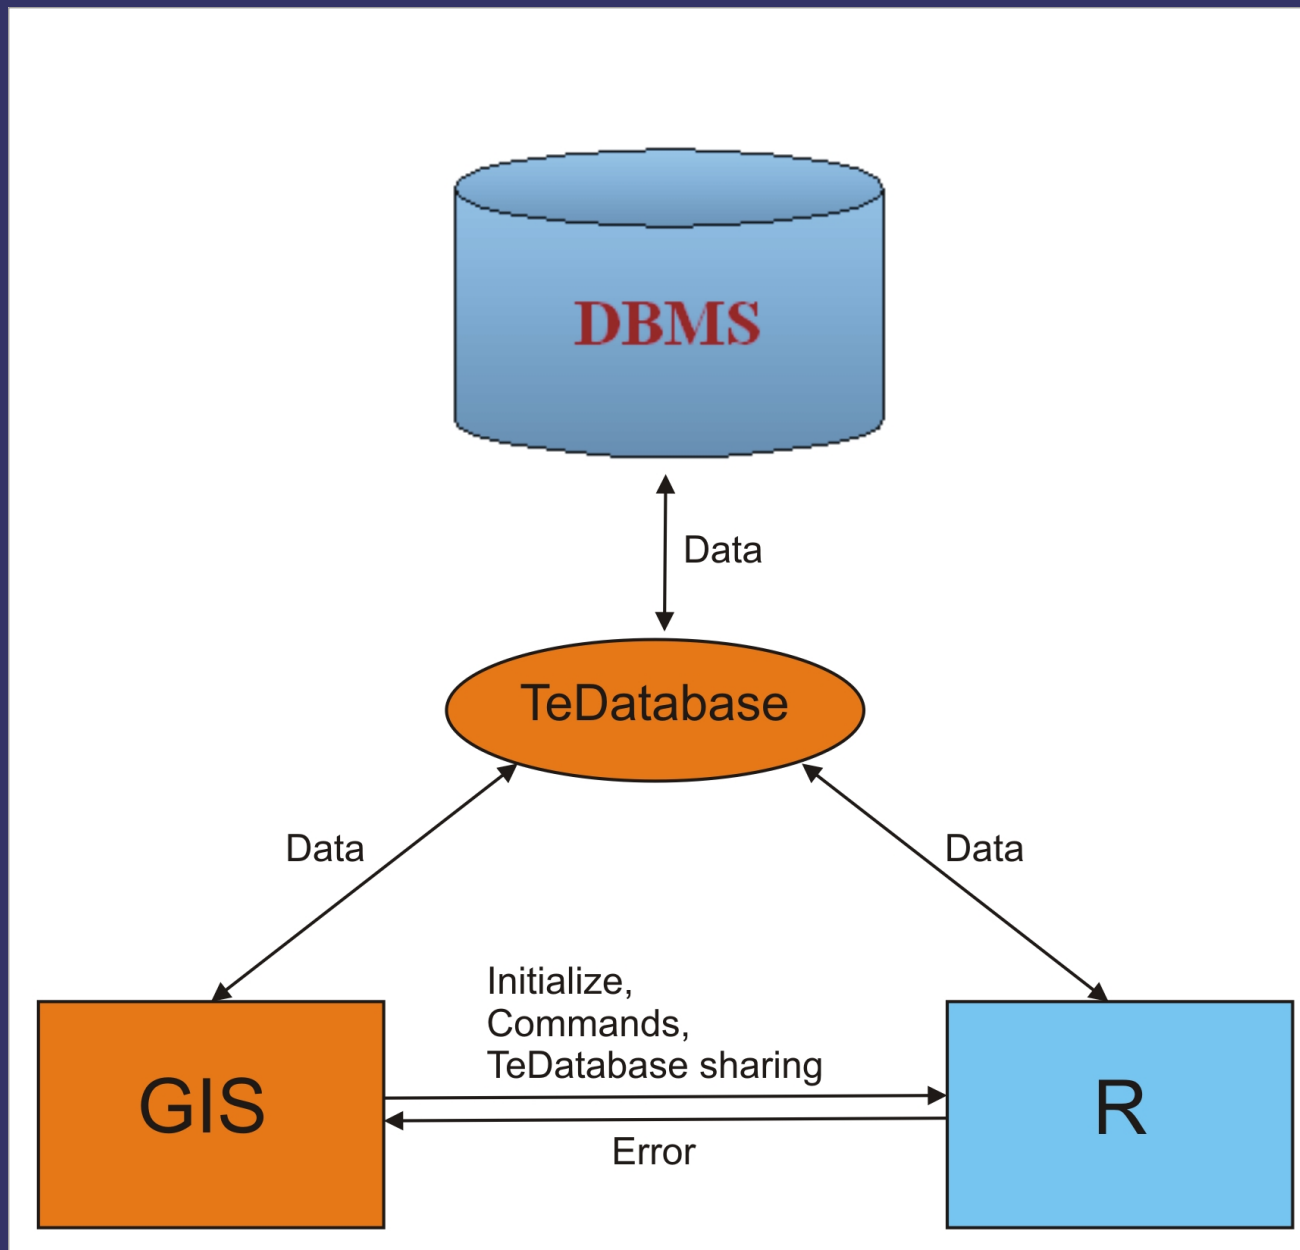 DBMS
Data
TeDatabase
Data
Data
Initialize,
Commands,
TeDatabase sharing
GIS
R
Error